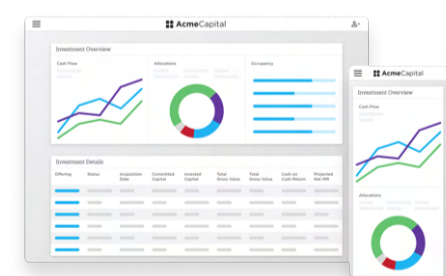 AcmeCapital
Investment Overview
Cash Flow
Allocations
Occupancy
Investment Details
Offering
Status
Acquisition Date
Committed Capital
Invested Capital
Total Gross Value
Total Gross Value
Cash on Cash Return
Projected Net IRR
AcmeCapital
Investment Overview
Cash Flow
Allocations